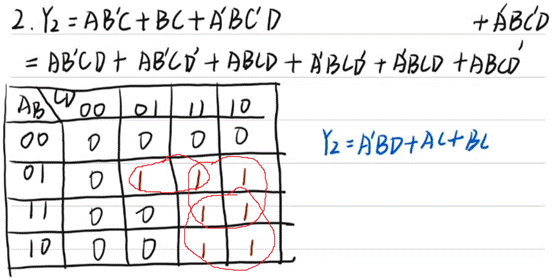 2. Y₂ = AB'C + BC + A'BC'D + A'BC'D
= AB'CD + AB'CD' + ABCD + A'BCD' + A'BCD + ABCD'
AB\CD 00 01 11 10
00 0 0 0 0
01 0 1 1 1
11 0 0 1 1
10 0 0 1 1
Y₂ = A'BD + AC + BC